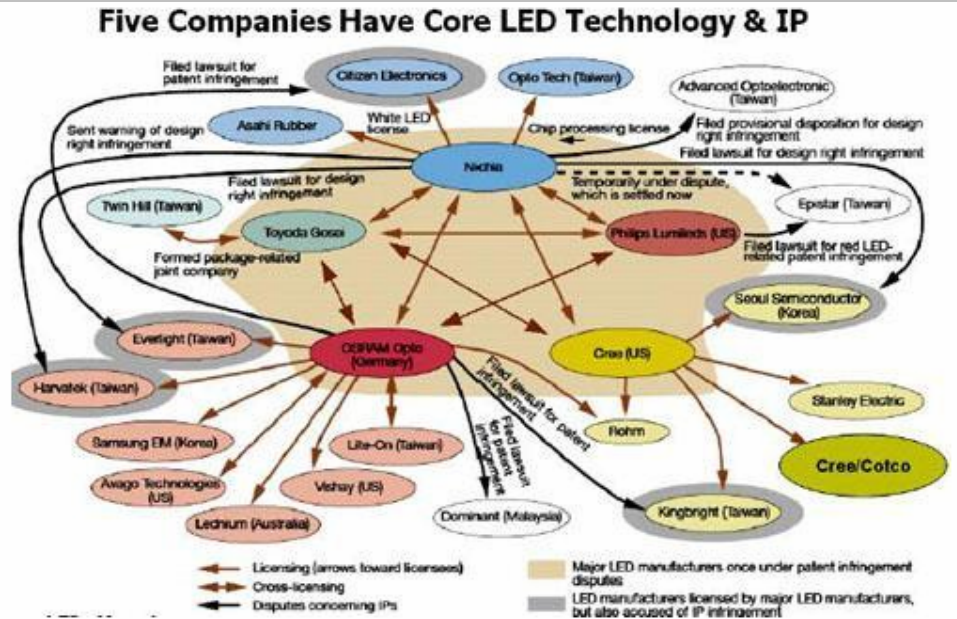 Five Companies Have Core LED Technology & IP
Filed lawsuit for
patent infringement
Citizen Electronics
Opto Tech (Taiwan)
Advanced Optoelectronic
(Taiwan)
Asahi Rubber
White LED
license
Chip processing license
Filed provisional disposition for design
right infringement
Sent warning of design
right infringement
Filed lawsuit for design right infringement
Nichia
Filed lawsuit for design
right infringement
Temporarily under dispute,
which is settled now
Twin Hill (Taiwan)
Epistar (Taiwan)
Toyoda Gosei
Philips Lumileds (US)
Filed lawsuit for red LED-
related patent infringement
Formed package-related
joint company
Seoul Semiconductor
(Korea)
Everlight (Taiwan)
OSRAM Opto
(Germany)
Cree (US)
Harvatek (Taiwan)
Filed lawsuit for patent
infringement
Stanley Electric
Samsung EM (Korea)
Lite-On (Taiwan)
Rohm
Filed lawsuit
for patent
infringement
Cree/Cotco
Avago Technologies
(US)
Vishay (US)
Lednium (Australia)
Dominant (Malaysia)
Kingbright (Taiwan)
Licensing (arrows toward licensees)
Cross-licensing
Disputes concerning IPs
Major LED manufacturers once under patent infringement
disputes
LED manufacturers licensed by major LED manufacturers,
but also accused of IP infringement